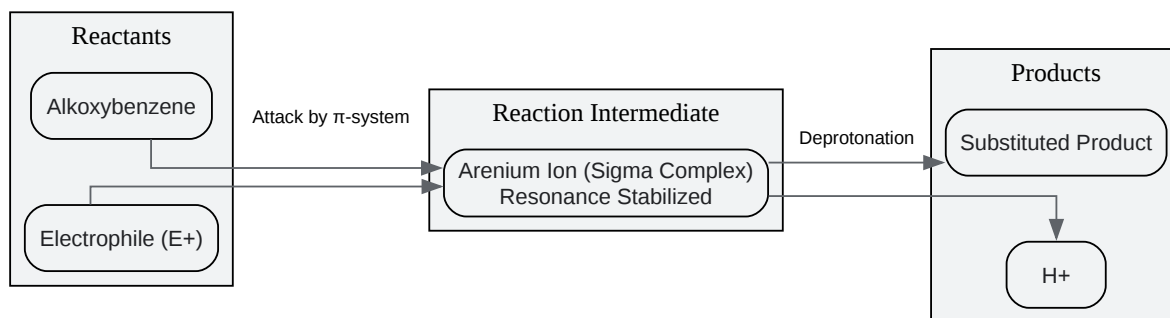 Reactants
Alkoxybenzene
Electrophile (E+)
Attack by π-system
Reaction Intermediate
Arenium Ion (Sigma Complex)
Resonance Stabilized
Deprotonation
Products
Substituted Product
H+